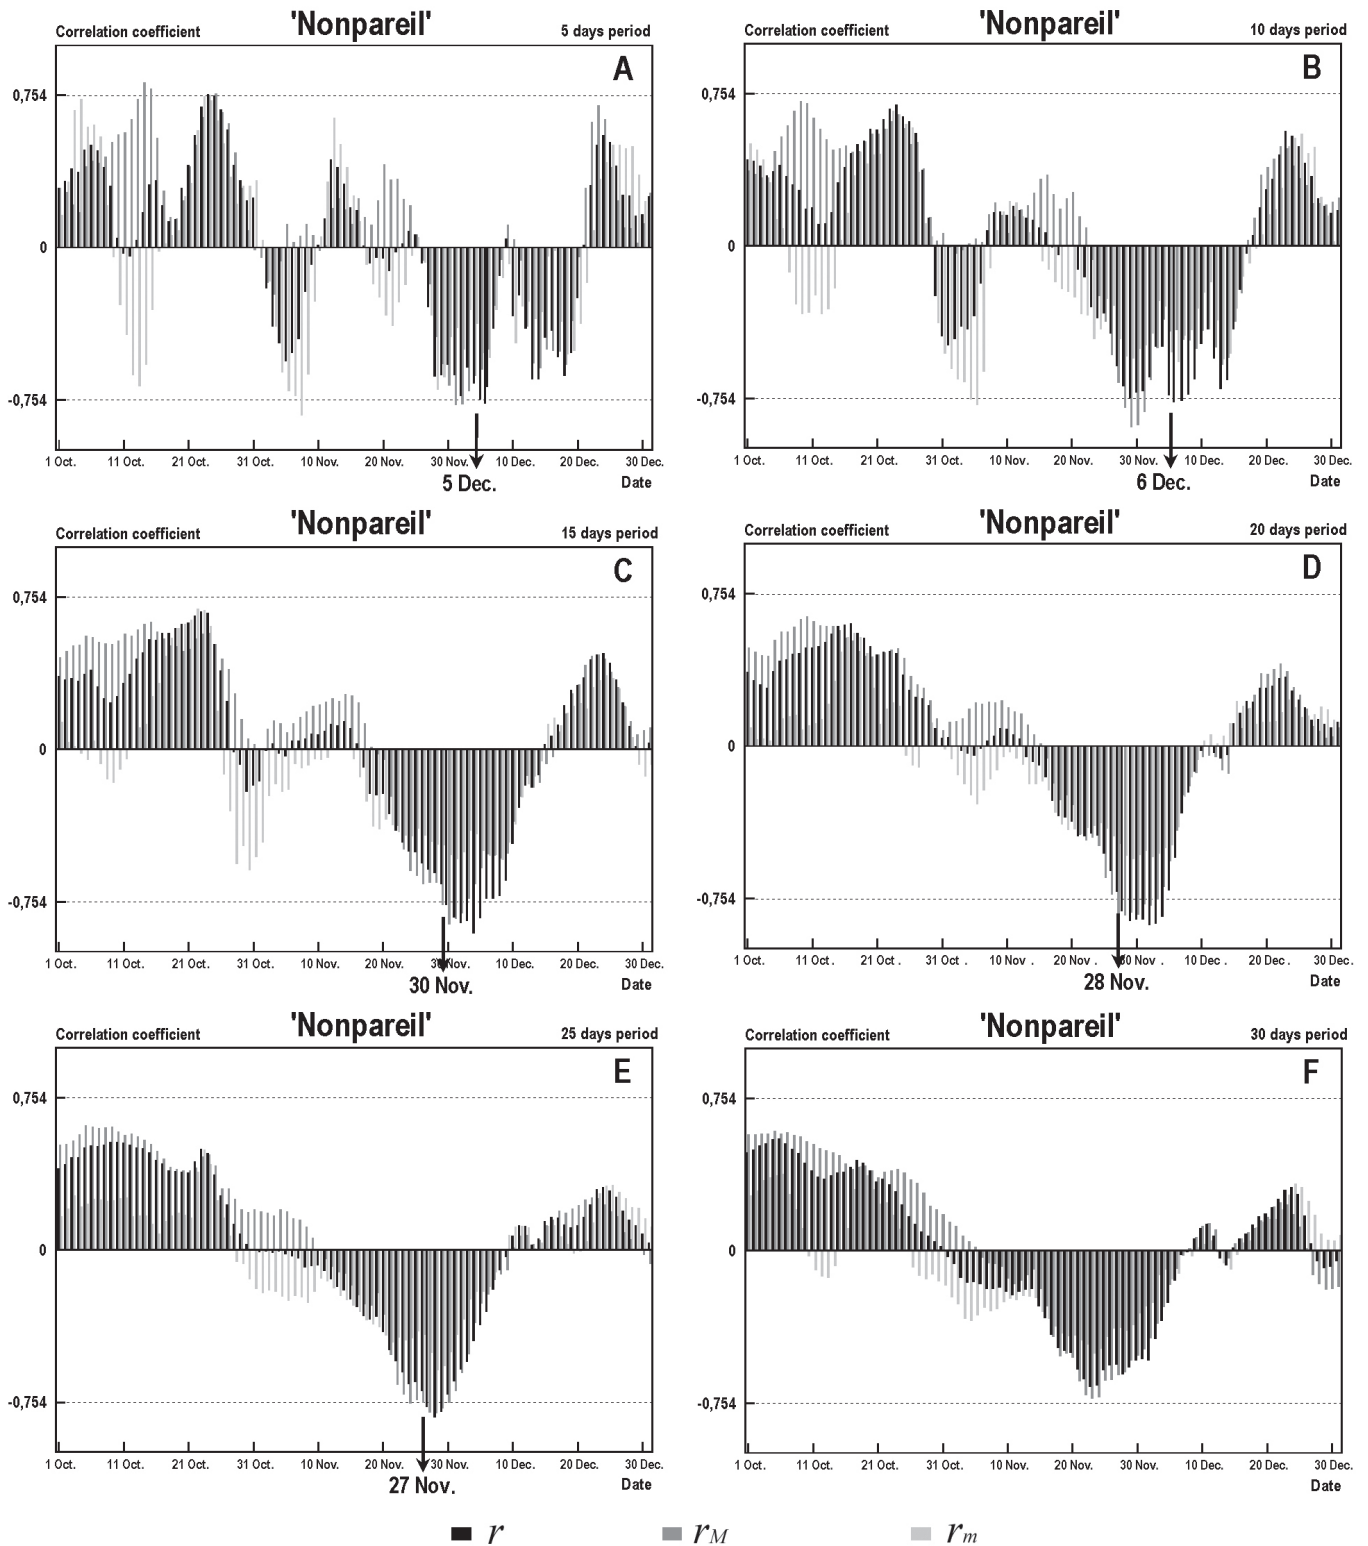 'Nonpareil' 'Nonpareil'
Correlation coefficient 5 days period Correlation coefficient 10 days period
A B
0,754 0,754
0 0
-0,754 -0,754
1 Oct. 11 Oct. 21 Oct. 31 Oct. 10 Nov. 20 Nov. 30 Nov. 10 Dec. 20 Dec. 30 Dec. 1 Oct. 11 Oct. 21 Oct. 31 Oct. 10 Nov. 20 Nov. 30 Nov. 10 Dec. 20 Dec. 30 Dec.
5 Dec. Date 6 Dec. Date
'Nonpareil' 'Nonpareil'
Correlation coefficient 15 days period Correlation coefficient 20 days period
C D
0,754 0,754
0 0
-0,754 -0,754
1 Oct. 11 Oct. 21 Oct. 31 Oct. 10 Nov. 20 Nov. 30 Nov. 10 Dec. 20 Dec. 30 Dec. 1 Oct. 11 Oct. 21 Oct . 31 Oct . 10 Nov. 20 Nov. 30 Nov. 10 Dec. 20 Dec. 30 Dec.
30 Nov. Date 28 Nov. Date
'Nonpareil' 'Nonpareil'
Correlation coefficient 25 days period Correlation coefficient 30 days period
E F
0,754 0,754
0 0
-0,754 -0,754
1 Oct. 11 Oct. 21 Oct. 31 Oct. 10 Nov. 20 Nov. 30 Nov. 10 Dec. 20 Dec. 30 Dec. 1 Oct. 11 Oct. 21 Oct. 31 Oct. 10 Nov. 20 Nov. 30 Nov. 10 Dec. 20 Dec. 30 Dec.
27 Nov. Date Date
r rM rm